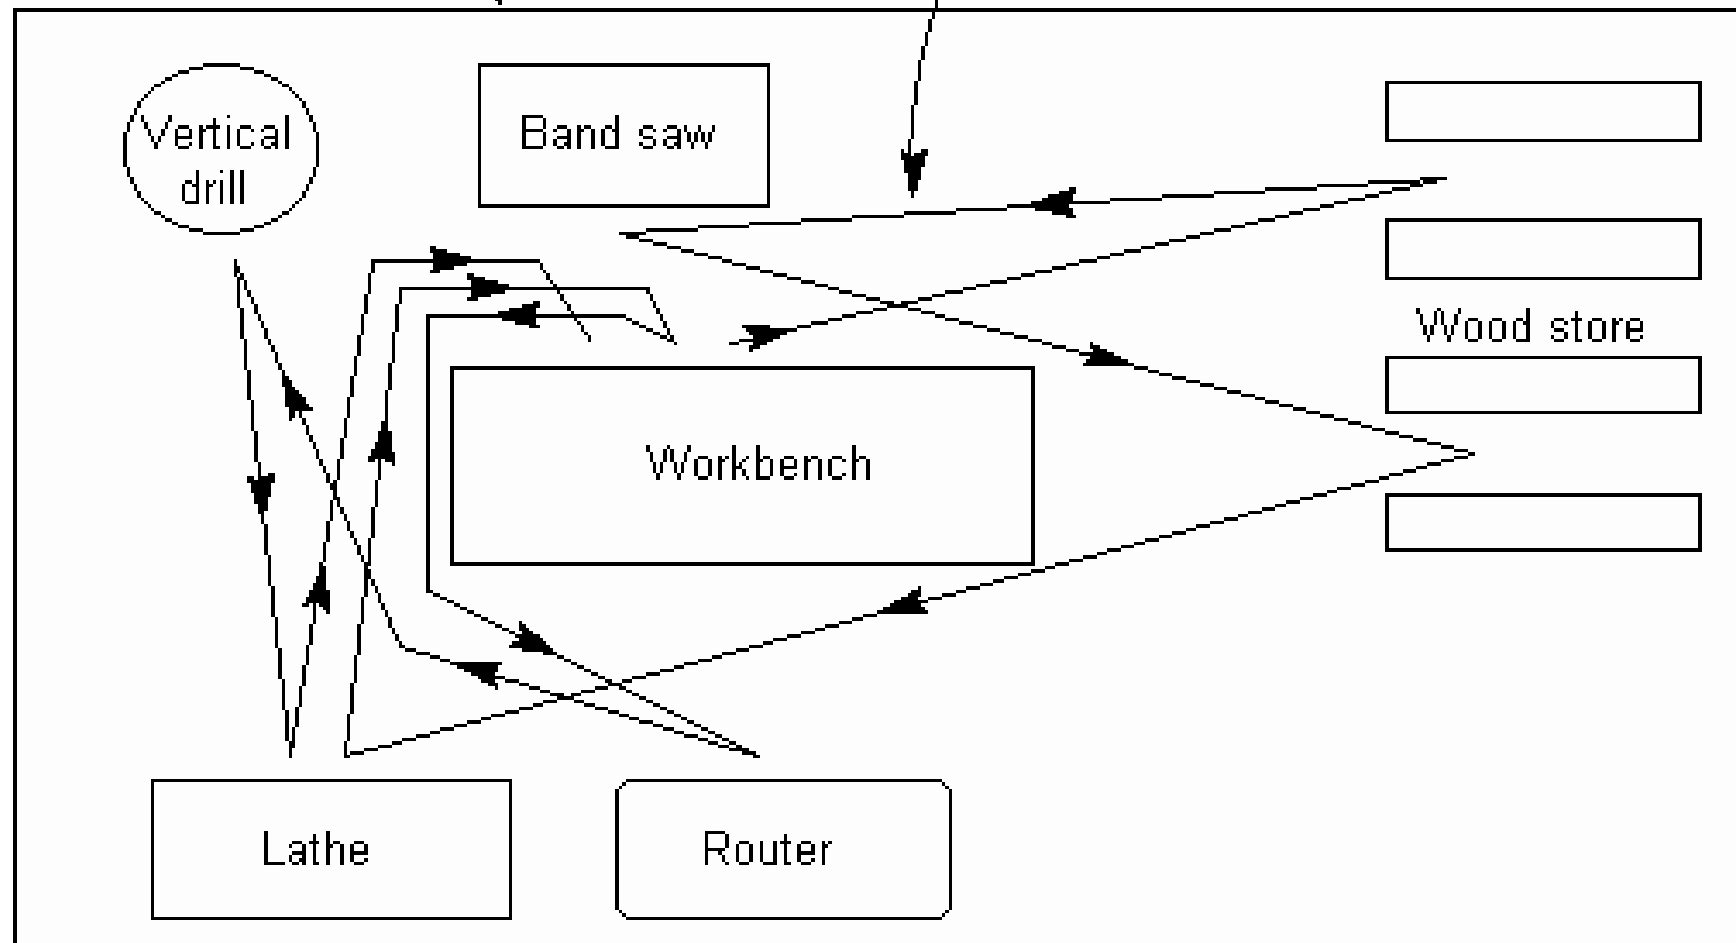 Vertical
drill
Band saw
Wood store
Workbench
Lathe
Router